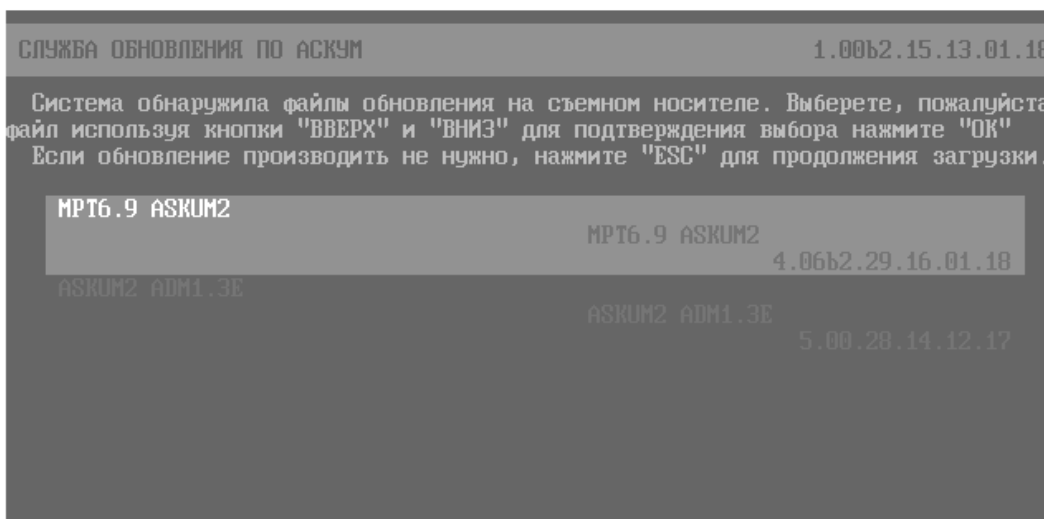 СЛУЖБА ОБНОВЛЕНИЯ ПО АСКУМ 1.00b2.15.13.01.18
Система обнаружила файлы обновления на съемном носителе. Выберете, пожалуйста
файл используя кнопки "ВВЕРХ" и "ВНИЗ" для подтверждения выбора нажмите "ОК"
Если обновление производить не нужно, нажмите "ESC" для продолжения загрузки.
МРТ6.9 ASKUM2
МРТ6.9 ASKUM2
4.06b2.29.16.01.18
ASKUM2 ADM1.3E
ASKUM2 ADM1.3E
5.00.28.14.12.17